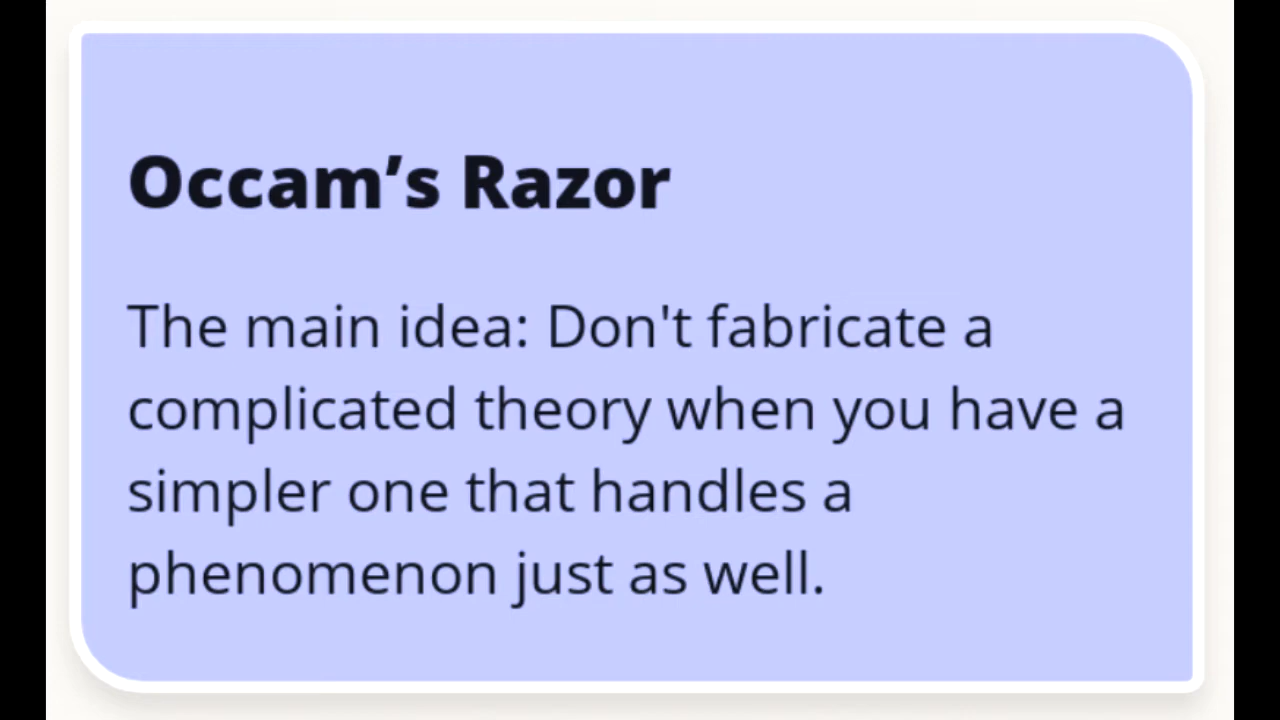 Occam’s Razor
The main idea: Don't fabricate a
complicated theory when you have a
simpler one that handles a
phenomenon just as well.